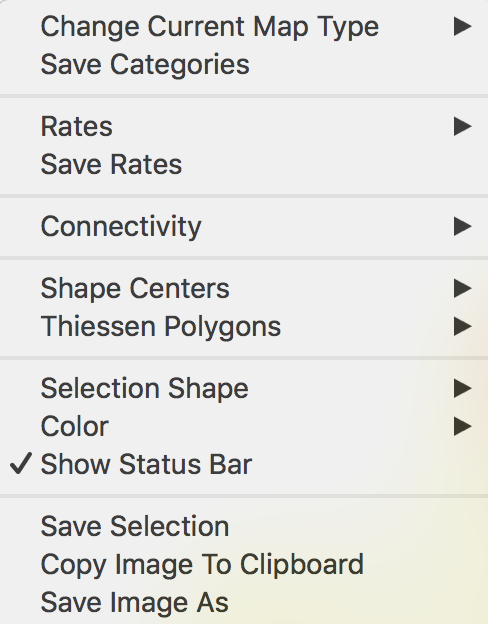 Change Current Map Type
Save Categories
Rates
Save Rates
Connectivity
Shape Centers
Thiessen Polygons
Selection Shape
Color
Show Status Bar
Save Selection
Copy Image To Clipboard
Save Image As